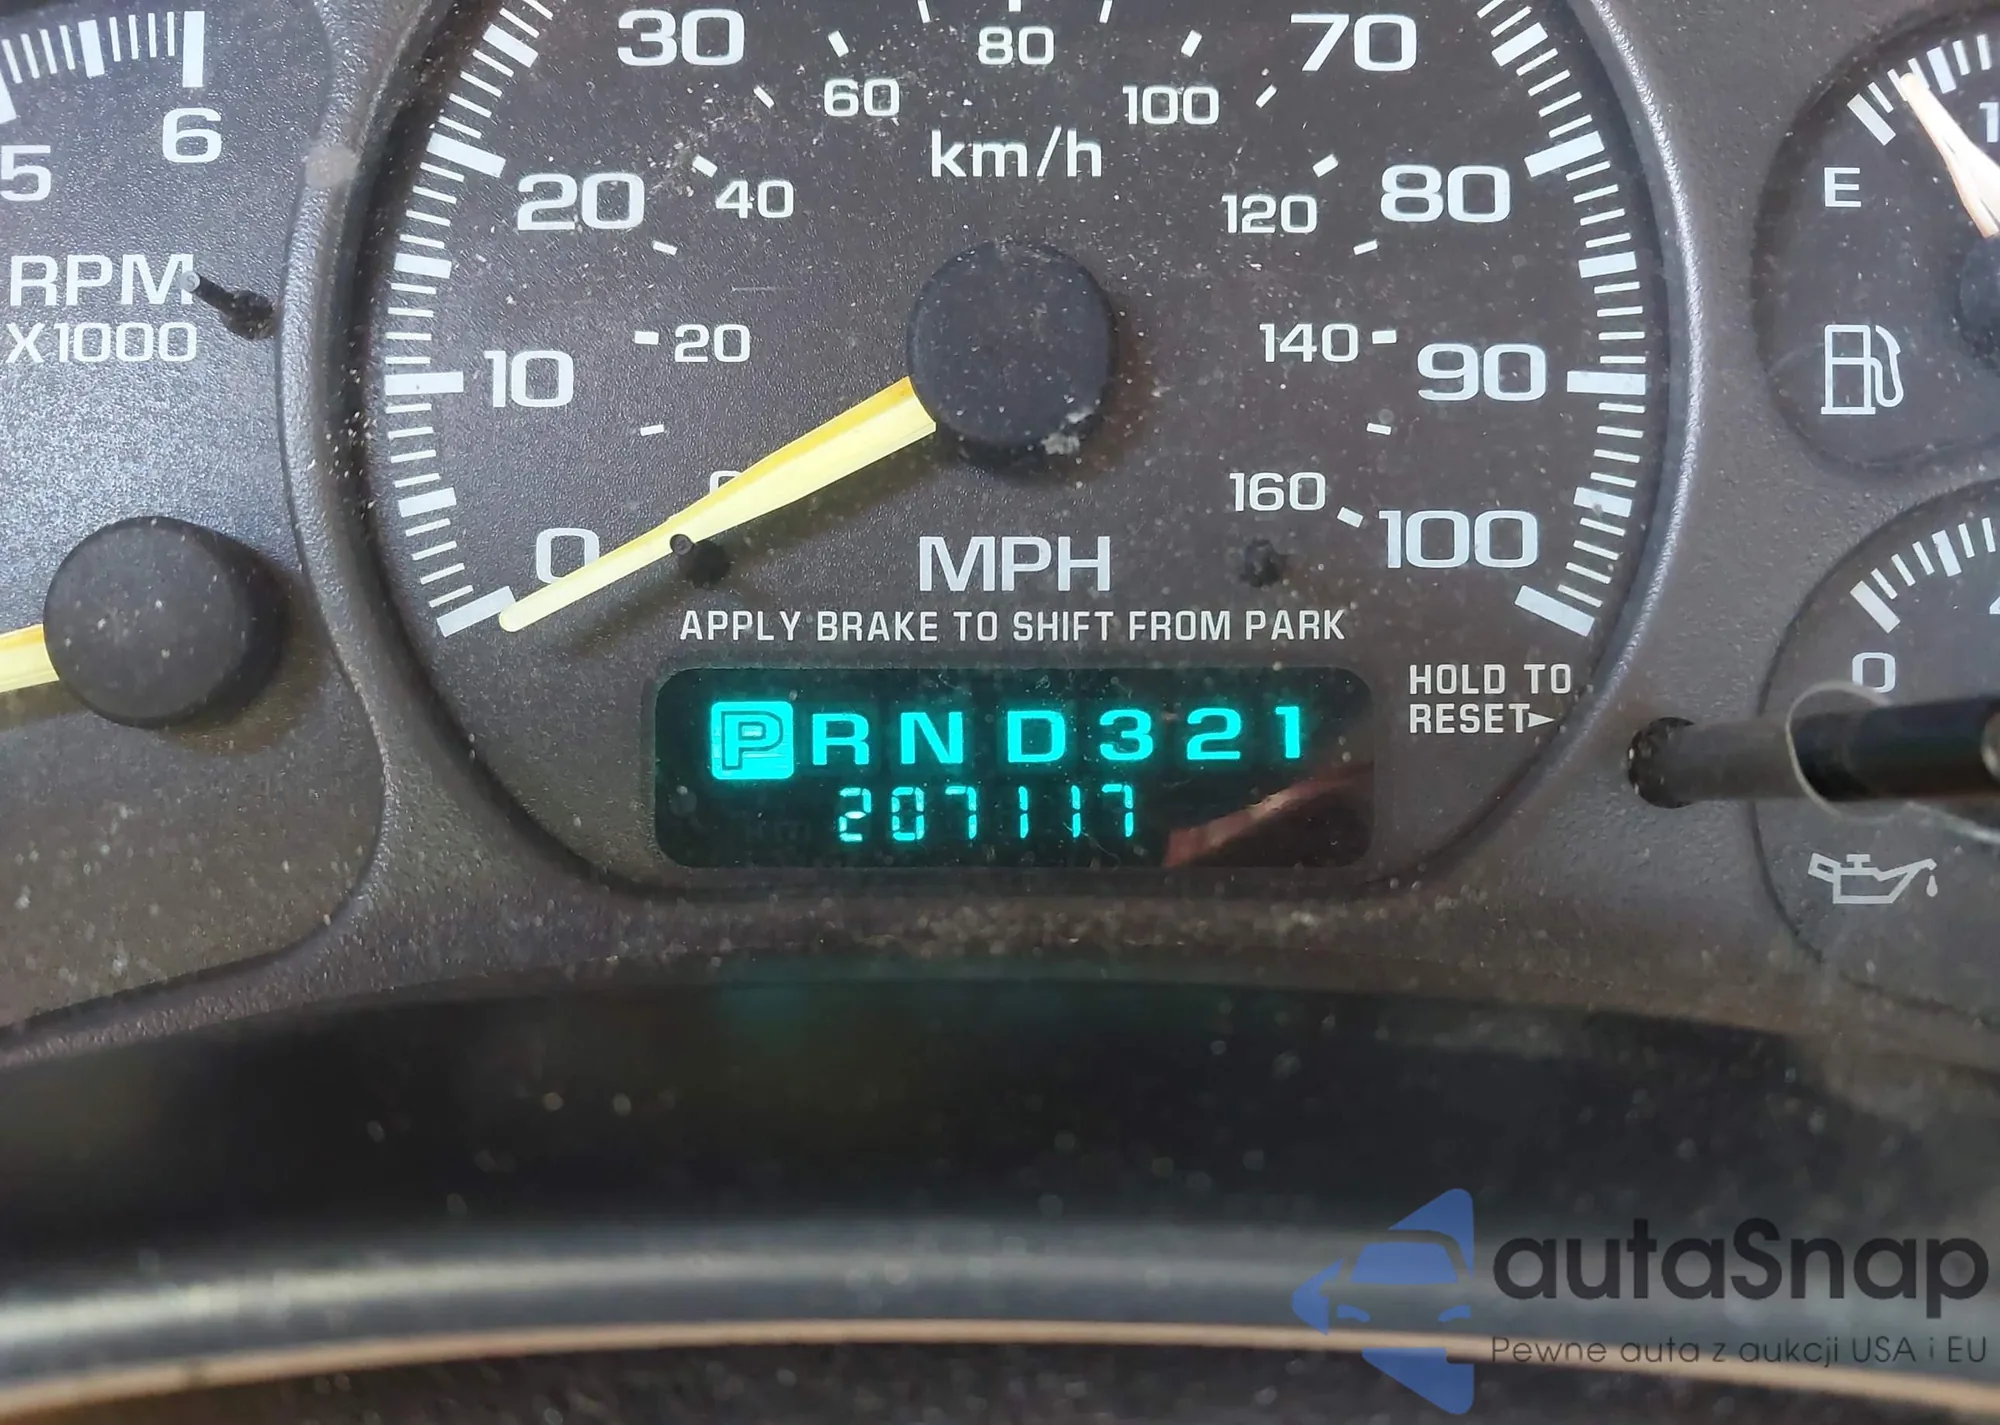 30
70
80
60
100
km/h
6
5
20
40
120
80
E
RPM
X1000
20
140
10
90
0
160
100
0
MPH
APPLY BRAKE TO SHIFT FROM PARK
HOLD TO
RESET►
0
P R N D 3 2 1
207117
autaSnap
Pewne auta z aukcji USA i EU